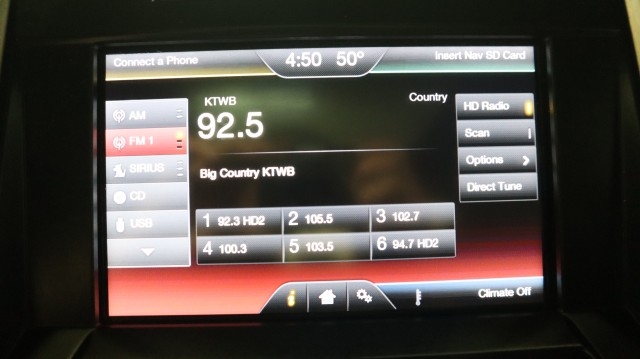 Connect a Phone 4:50 50° Insert Nav SD Card
AM
FM 1
SIRIUS
CD
USB
KTWB
Country
92.5
Big Country KTWB
1 92.3 HD2 2 105.5 3 102.7
4 100.3 5 103.5 6 94.7 HD2
HD Radio
Scan
Options
Direct Tune
i
Climate Off